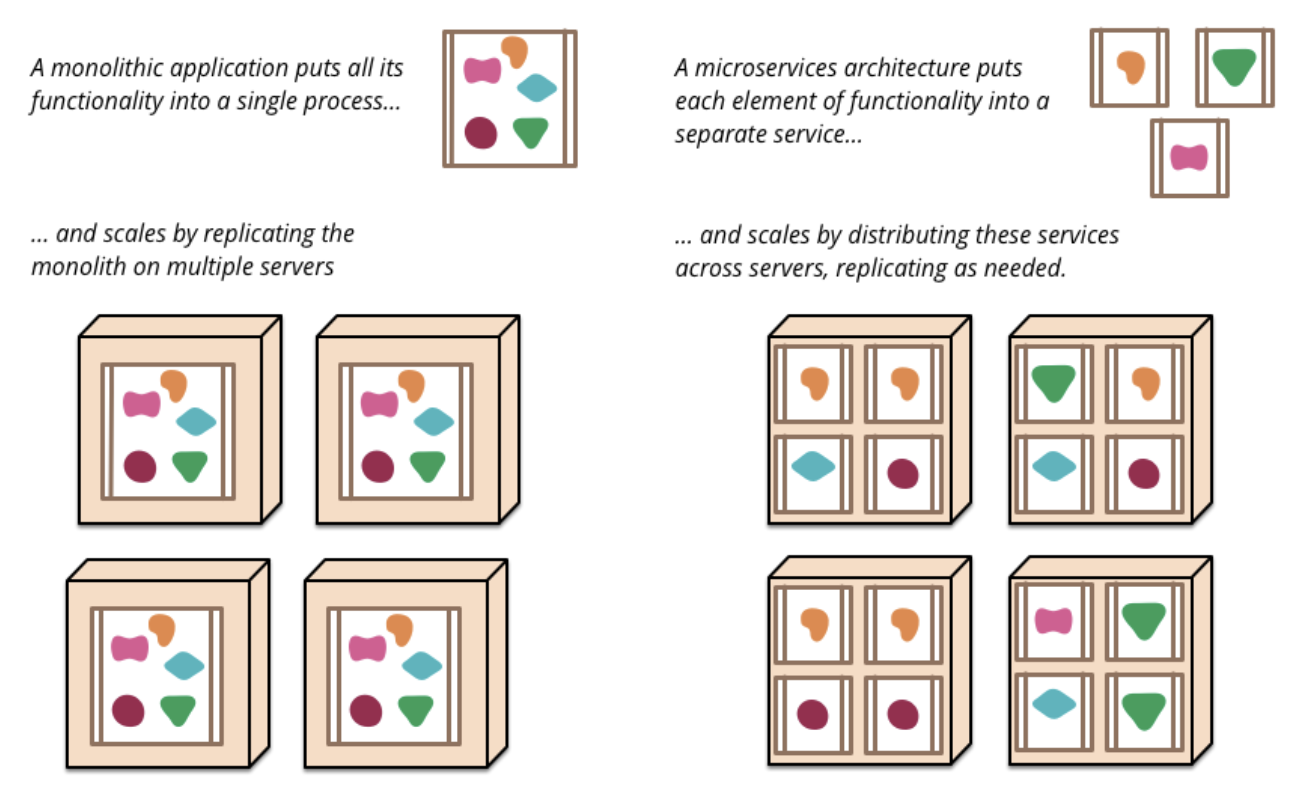 A monolithic application puts all its
functionality into a single process...
... and scales by replicating the
monolith on multiple servers
A microservices architecture puts
each element of functionality into a
separate service...
... and scales by distributing these services
across servers, replicating as needed.